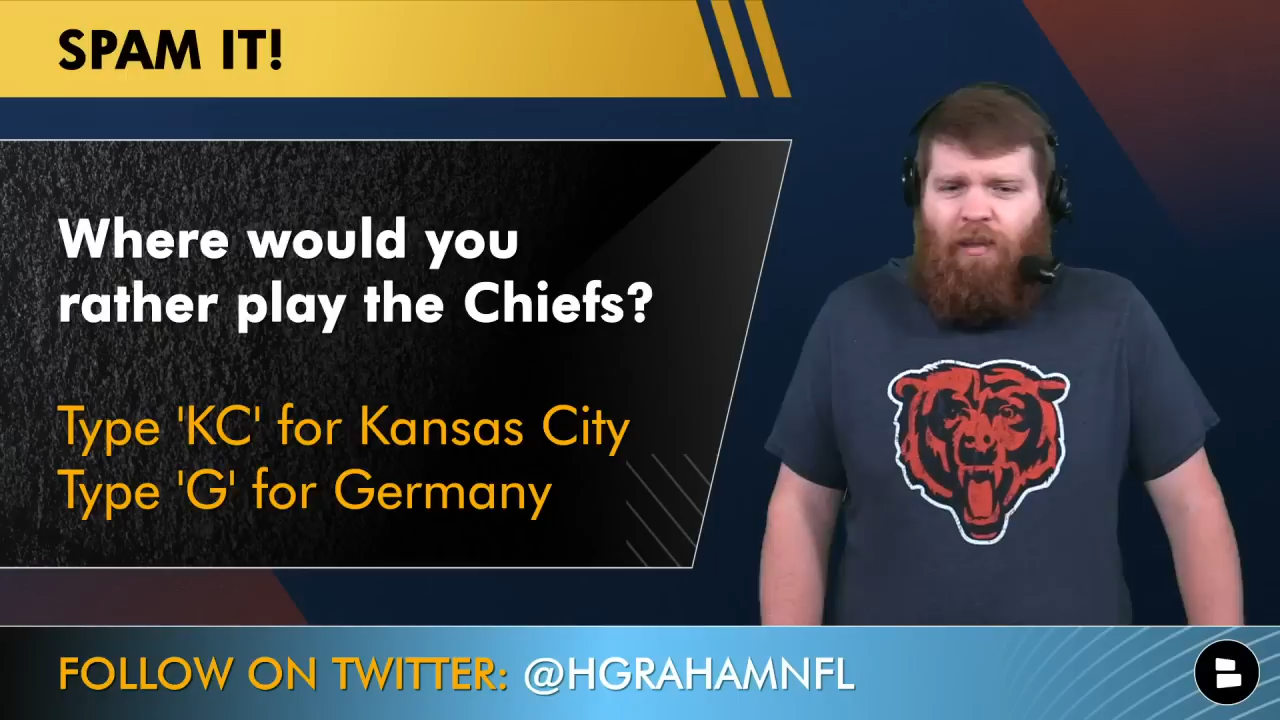 SPAM IT!
Where would you
rather play the Chiefs?
Type 'KC' for Kansas City
Type 'G' for Germany
FOLLOW ON TWITTER: @HGRAHAMNFL